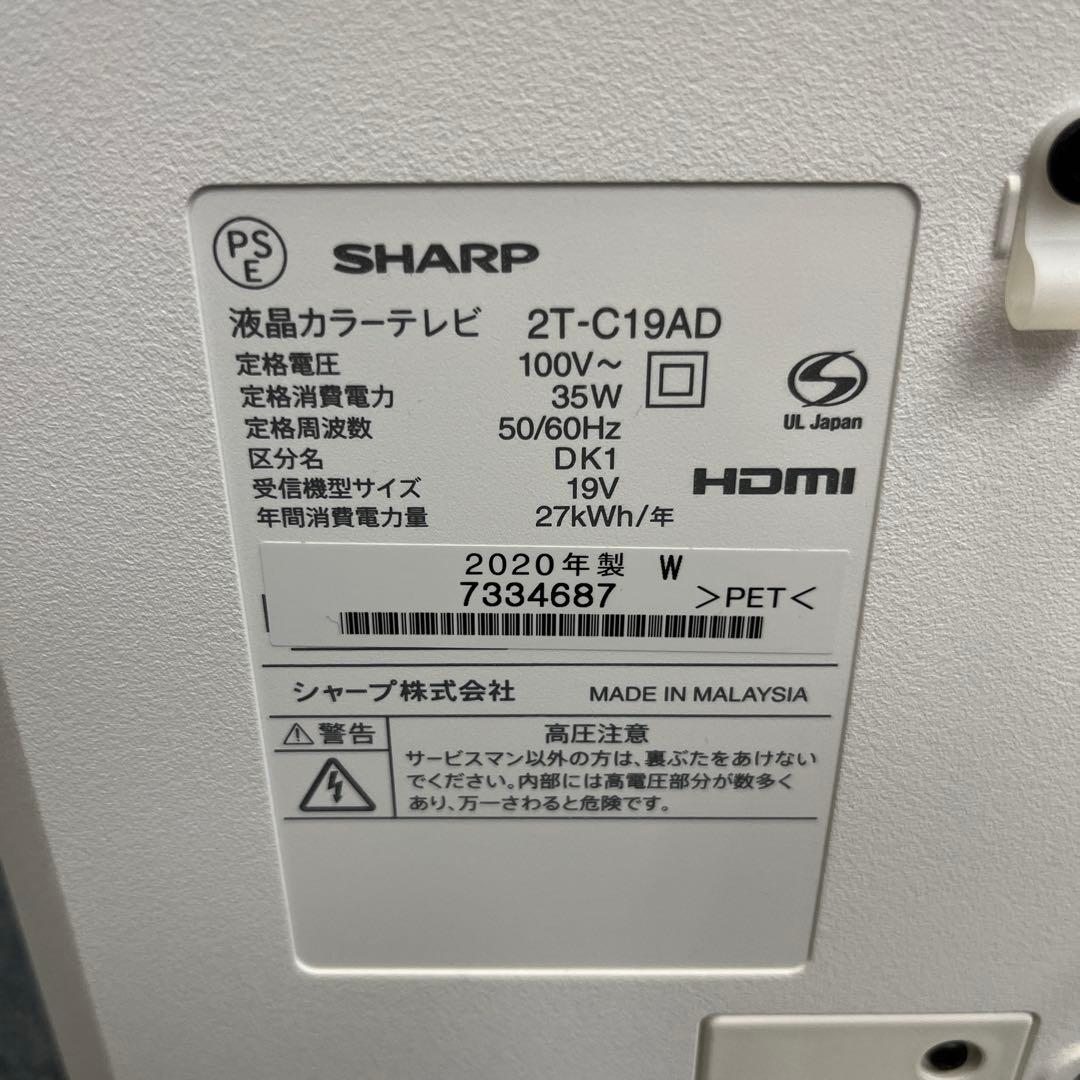 PSE SHARP
液晶カラーテレビ 2T-C19AD
定格電圧 100V～
定格消費電力 35W
定格周波数 50/60Hz
区分名 DK1
受信機型サイズ 19V
年間消費電力量 27kWh/年
UL Japan
HDMI
2020年製 W
7334687 >PET<
シャープ株式会社 MADE IN MALAYSIA
警告 高圧注意
サービスマン以外の方は、裏ぶたをあけない
でください。内部には高電圧部分が数多く
あり、万一さわると危険です。